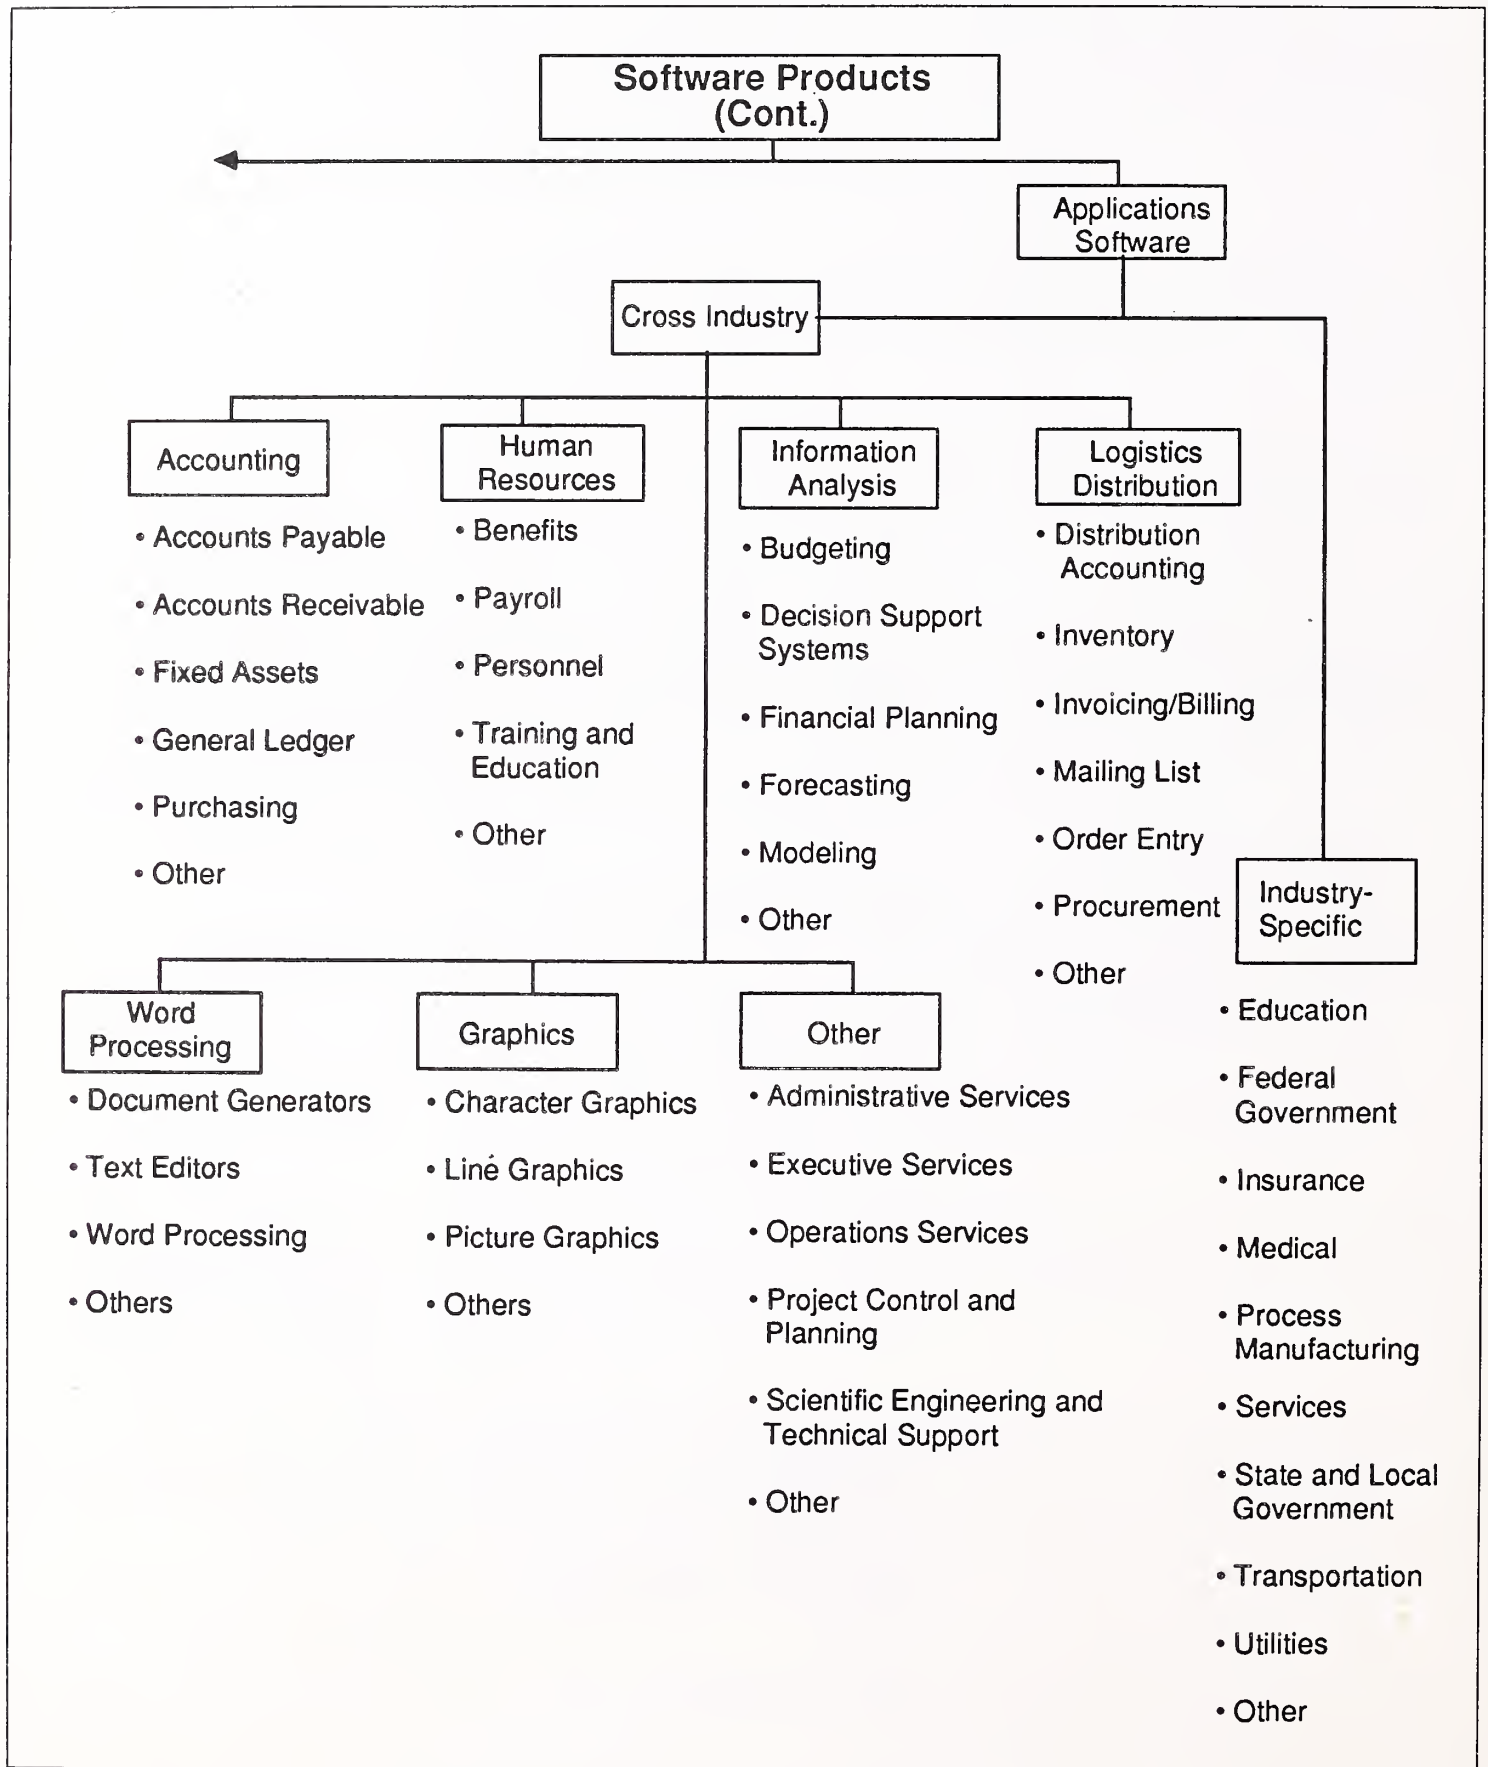 Software Products
(Cont.)
Applications
Software
Cross Industry
Accounting
• Accounts Payable
• Accounts Receivable
• Fixed Assets
• General Ledger
• Purchasing
• Other
Human
Resources
• Benefits
• Payroll
• Personnel
• Training and
Education
• Other
Information
Analysis
• Budgeting
• Decision Support
Systems
• Financial Planning
• Forecasting
• Modeling
• Other
Logistics
Distribution
• Distribution
Accounting
• Inventory
• Invoicing/Billing
• Mailing List
• Order Entry
• Procurement
• Other
Word
Processing
• Document Generators
• Text Editors
• Word Processing
• Others
Graphics
• Character Graphics
• Line Graphics
• Picture Graphics
• Others
Other
• Administrative Services
• Executive Services
• Operations Services
• Project Control and
Planning
• Scientific Engineering and
Technical Support
• Other
Industry-
Specific
• Education
• Federal
Government
• Insurance
• Medical
• Process
Manufacturing
• Services
• State and Local
Government
• Transportation
• Utilities
• Other